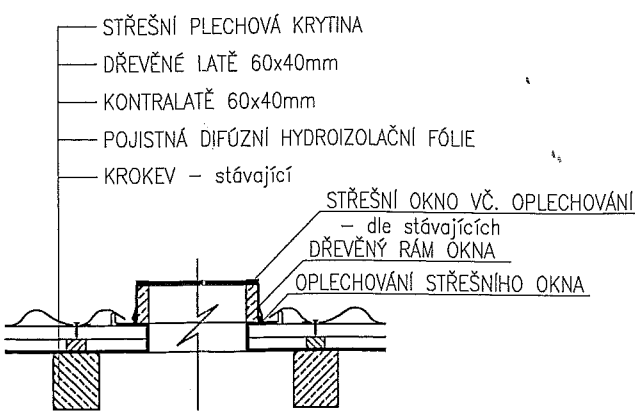 STŘEŠNÍ PLECHOVÁ KRYTINA
DŘEVĚNÉ LATĚ 60x40mm
KONTRALATĚ 60x40mm
POJISTNÁ DIFÚZNÍ HYDROIZOLAČNÍ FÓLIE
KROKEV – stávající
STŘEŠNÍ OKNO VČ. OPLECHOVÁNÍ
– dle stávajících
DŘEVĚNÝ RÁM OKNA
OPLECHOVÁNÍ STŘEŠNÍHO OKNA